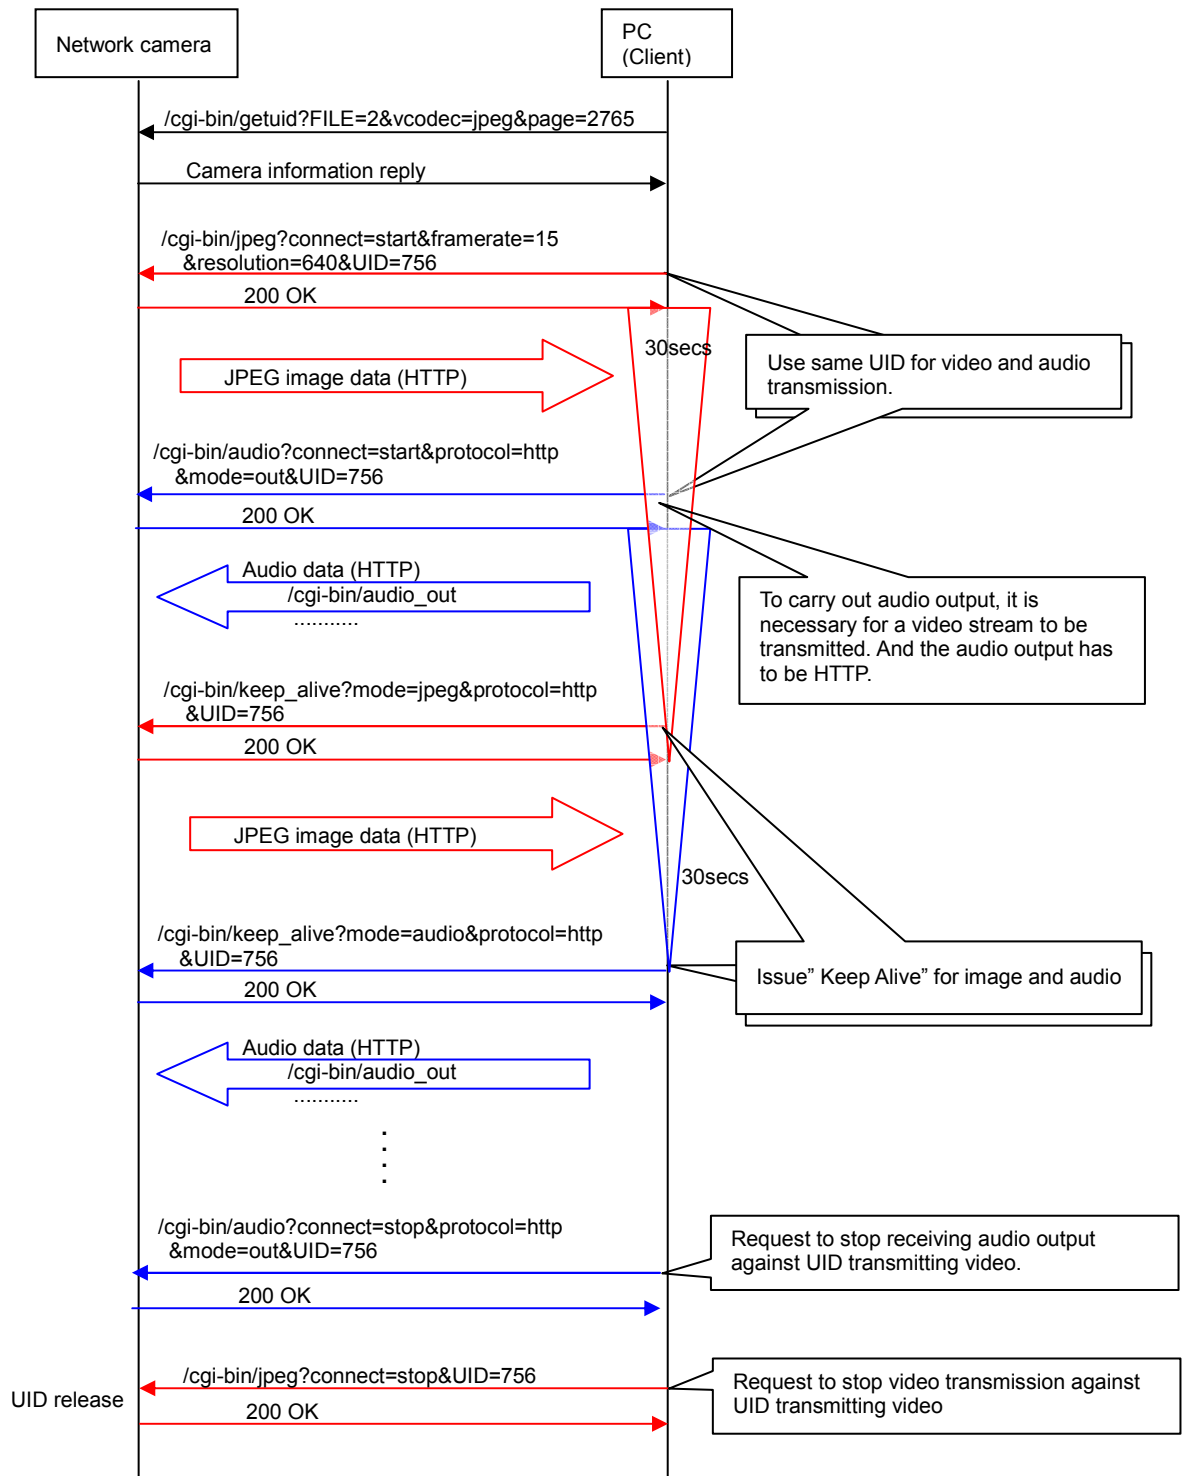 Network camera
PC
(Client)
/cgi-bin/getuid?FILE=2&vcodec=jpeg&page=2765
Camera information reply
/cgi-bin/jpeg?connect=start&framerate=15
&resolution=640&UID=756
200 OK
30secs
JPEG image data (HTTP)
Use same UID for video and audio
transmission.
/cgi-bin/audio?connect=start&protocol=http
&mode=out&UID=756
200 OK
Audio data (HTTP)
/cgi-bin/audio_out
...........
To carry out audio output, it is
necessary for a video stream to be
transmitted. And the audio output has
to be HTTP.
/cgi-bin/keep_alive?mode=jpeg&protocol=http
&UID=756
200 OK
JPEG image data (HTTP)
30secs
/cgi-bin/keep_alive?mode=audio&protocol=http
&UID=756
200 OK
Issue” Keep Alive” for image and audio
Audio data (HTTP)
/cgi-bin/audio_out
...........
/cgi-bin/audio?connect=stop&protocol=http
&mode=out&UID=756
200 OK
Request to stop receiving audio output
against UID transmitting video.
/cgi-bin/jpeg?connect=stop&UID=756
UID release
200 OK
Request to stop video transmission against
UID transmitting video